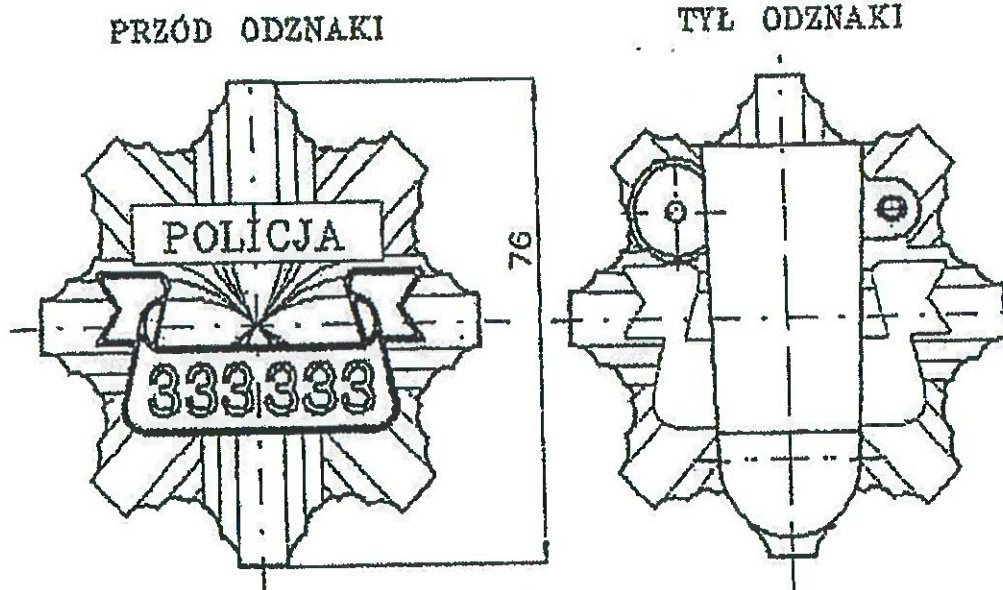 PRZÓD ODZNAKI
TYŁ ODZNAKI
POLICJA
76
333333